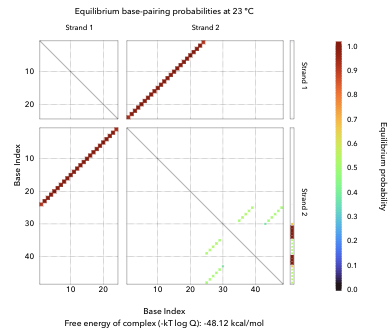 Equilibrium base-pairing probabilities at 23 °C
Strand 1 Strand 2
10
20
Strand 1
10
20
30
40
Strand 2
Base Index
10 20 10 20 30 40
Base Index
Free energy of complex (-kT log Q): -48.12 kcal/mol
1.0
0.9
0.8
0.7
0.6
0.5
0.4
0.3
0.2
0.1
0.0
Equilibrium probability